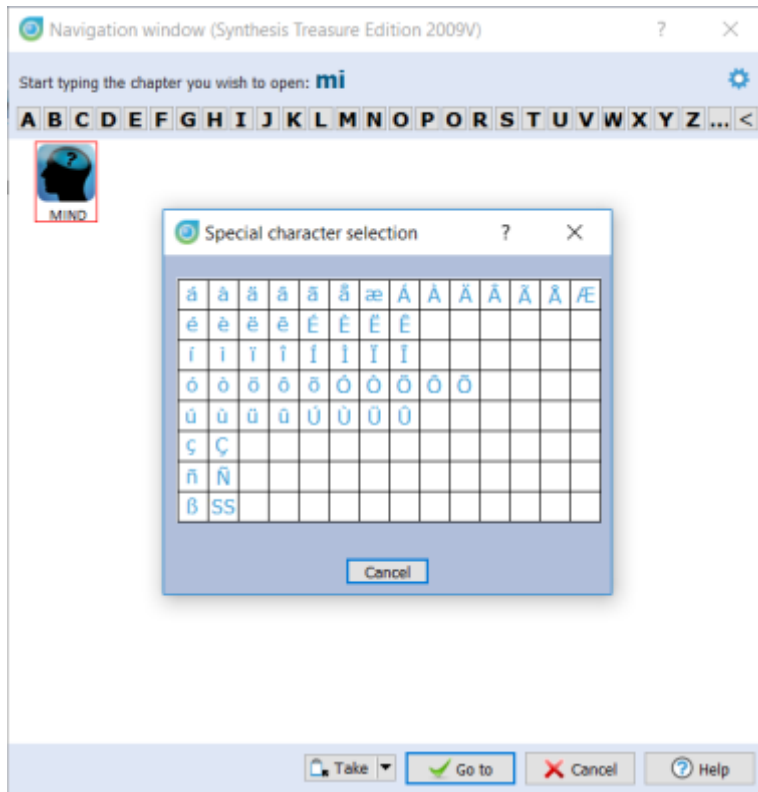 Navigation window (Synthesis Treasure Edition 2009V) ?
Start typing the chapter you wish to open: mi
A B C D E F G H I J K L M N O P O R S T U V W X Y Z ... <
?
MIND
Special character selection ?
á à ä ã å æ Á À Ä Â Ã Å Æ
é è ë ê É È Ë Ê
í ì ï î Í Ì Ï Î
ó ò ö ô õ Ó Ò Ö Ô Õ
ú ù ü û Ú Ù Ü Û
ç Ç
ñ Ñ
ß SS
Cancel
Take Go to Cancel ? Help